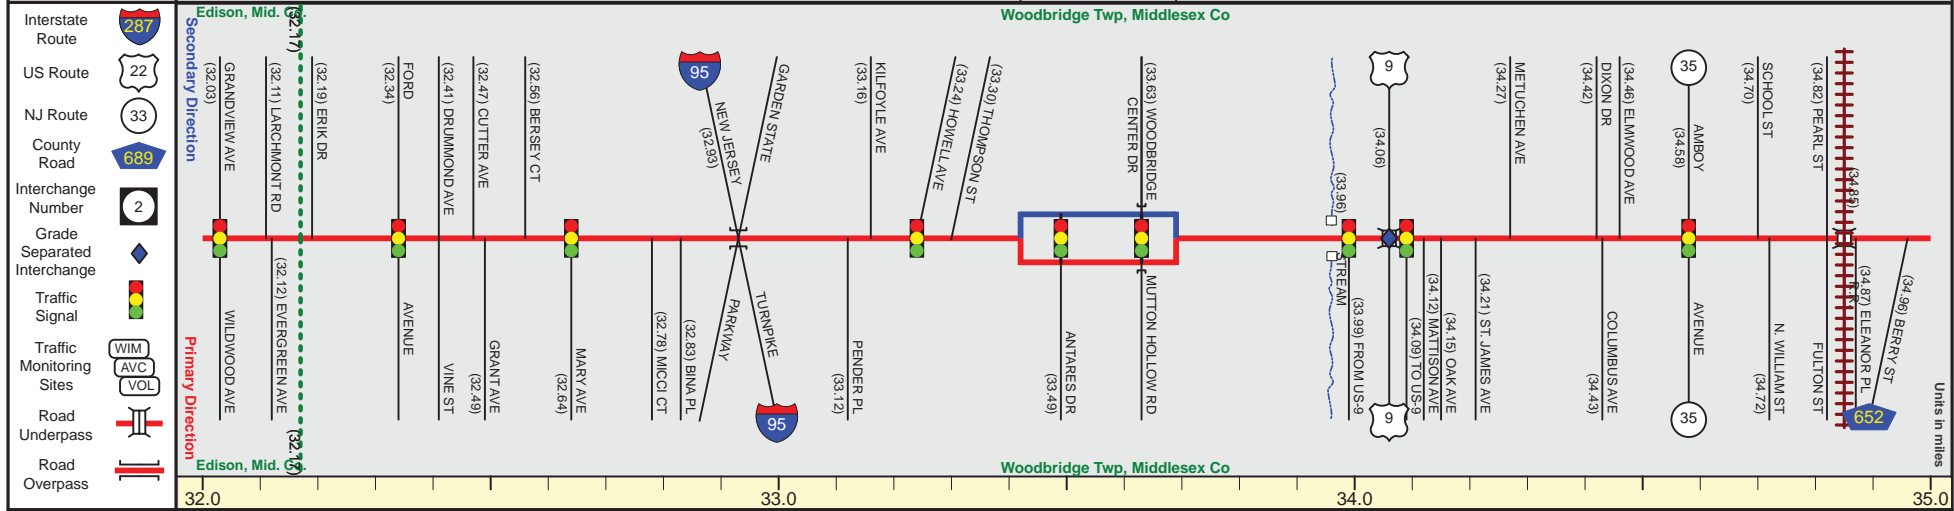 Interstate
Route
287
US Route
22
NJ Route
33
County
Road
689
Interchange
Number
2
Grade
Separated
Interchange
Traffic
Signal
Traffic
Monitoring
Sites
WIM
AVC
VOL
Road
Underpass
Road
Overpass
Secondary Direction
Primary Direction
Edison, Mid. Co.
(32.17)
Woodbridge Twp, Middlesex Co
GRANDVIEW AVE
(32.03)
(32.11) LARCHMONT RD
(32.19) ERIK DR
FORD
(32.34)
(32.41) DRUMMOND AVE
(32.47) CUTTER AVE
(32.56) BERSEY CT
95
NEW JERSEY
(32.93)
GARDEN STATE
KILFOYLE AVE
(33.16)
(33.24) HOWELL AVE
(33.30) THOMPSON ST
(33.63) WOODBRIDGE
CENTER DR
(33.96)
9
(34.06)
METUCHEN AVE
(34.27)
DIXON DR
(34.42)
(34.46) ELMWOOD AVE
35
AMBOY
(34.58)
SCHOOL ST
(34.70)
(34.82) PEARL ST
(34.85)
WILDWOOD AVE
(32.12) EVERGREEN AVE
AVENUE
VINE ST
GRANT AVE
(32.49)
MARY AVE
(32.64)
(32.78) MICCI CT
(32.83) BINA PL
PARKWAY
TURNPIKE
95
PENDER PL
(33.12)
ANTARES DR
(33.49)
MUTTON HOLLOW RD
STREAM
(33.99) FROM US-9
9
(34.09) TO US-9
(34.12) MATTISON AVE
(34.15) OAK AVE
(34.21) ST. JAMES AVE
COLUMBUS AVE
(34.43)
AVENUE
35
N. WILLIAM ST
(34.72)
FULTON ST
R.R.
(34.87) ELEANOR PL
(34.96) BERRY ST
652
Units in miles
Edison, Mid. Co.
(32.17)
Woodbridge Twp, Middlesex Co
32.0
33.0
34.0
35.0